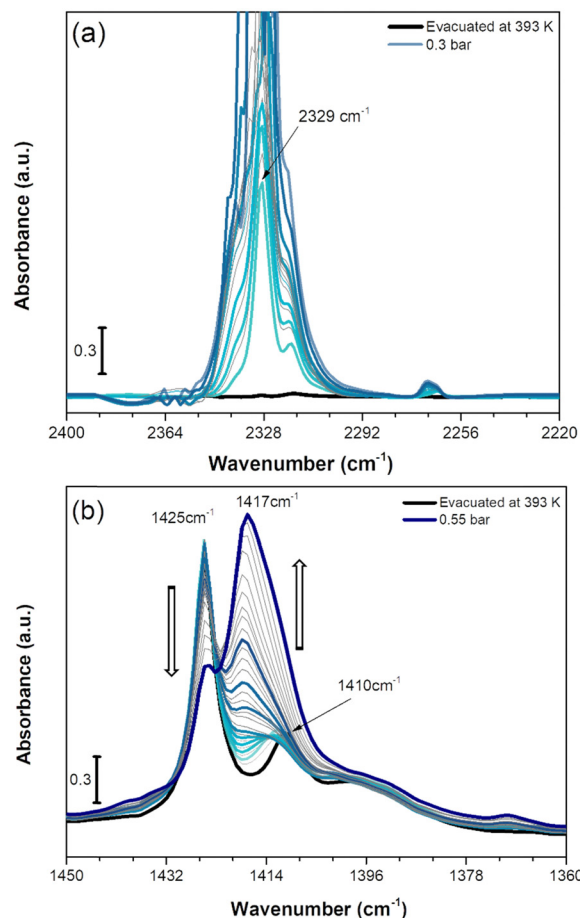 (a)
Evacuated at 393 K
0.3 bar
2329 cm-1
Absorbance (a.u.)
0.3
2400 2364 2328 2292 2256 2220
Wavenumber (cm-1)
(b)
Evacuated at 393 K
0.55 bar
1425cm-1
1417cm-1
1410cm-1
Absorbance (a.u.)
0.3
1450 1432 1414 1396 1378 1360
Wavenumber (cm-1)